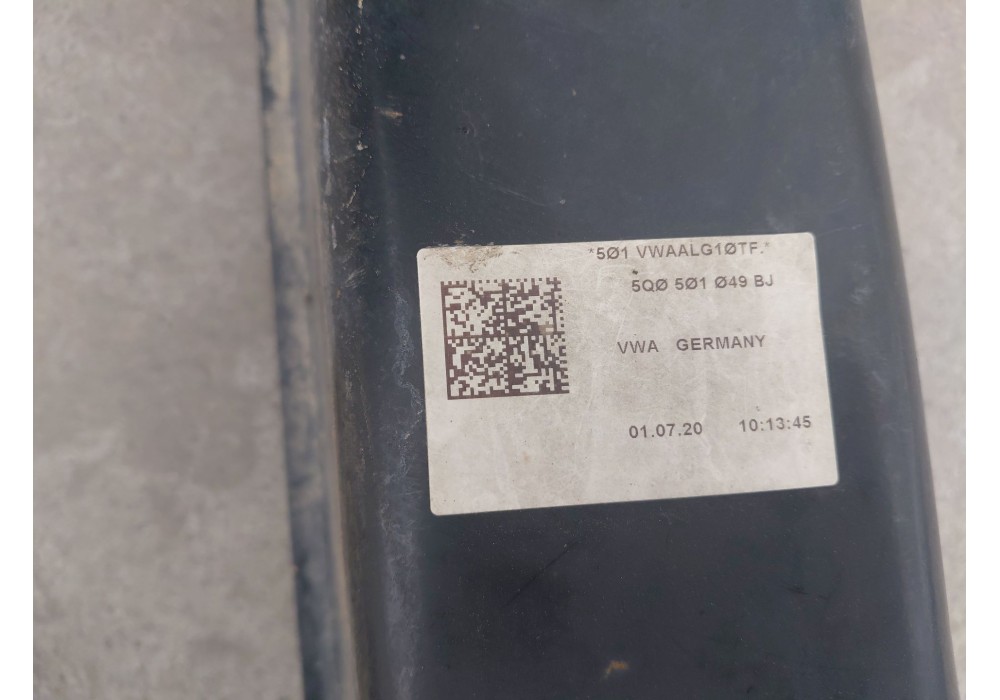 *5Ø1 VWAALG1ØTF.*
5QØ 5Ø1 Ø49 BJ
VWA GERMANY
01.07.20 10:13:45